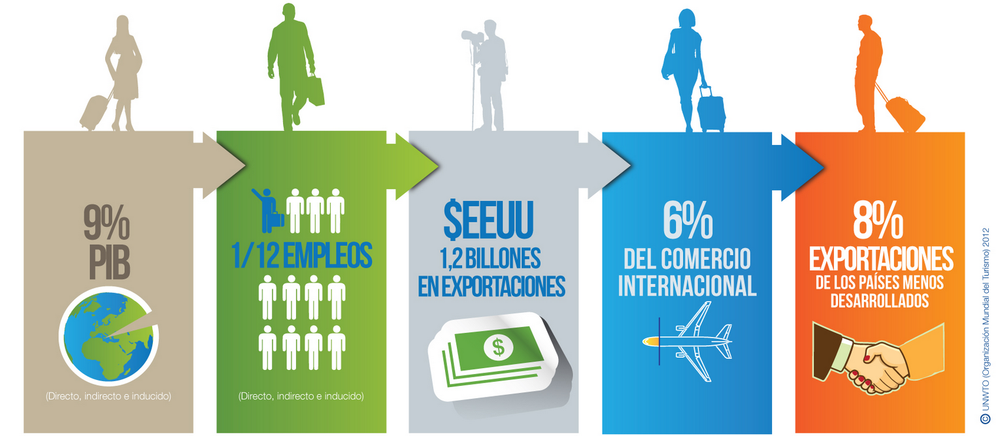 9%
PIB
(Directo, indirecto e inducido)
1/12 EMPLEOS
(Directo, indirecto e inducido)
$EEUU
1,2 BILLONES
EN EXPORTACIONES
$
6%
DEL COMERCIO
INTERNACIONAL
8%
EXPORTACIONES
DE LOS PAÍSES MENOS
DESARROLLADOS
© UNWTO (Organización Mundial del Turismo) 2012